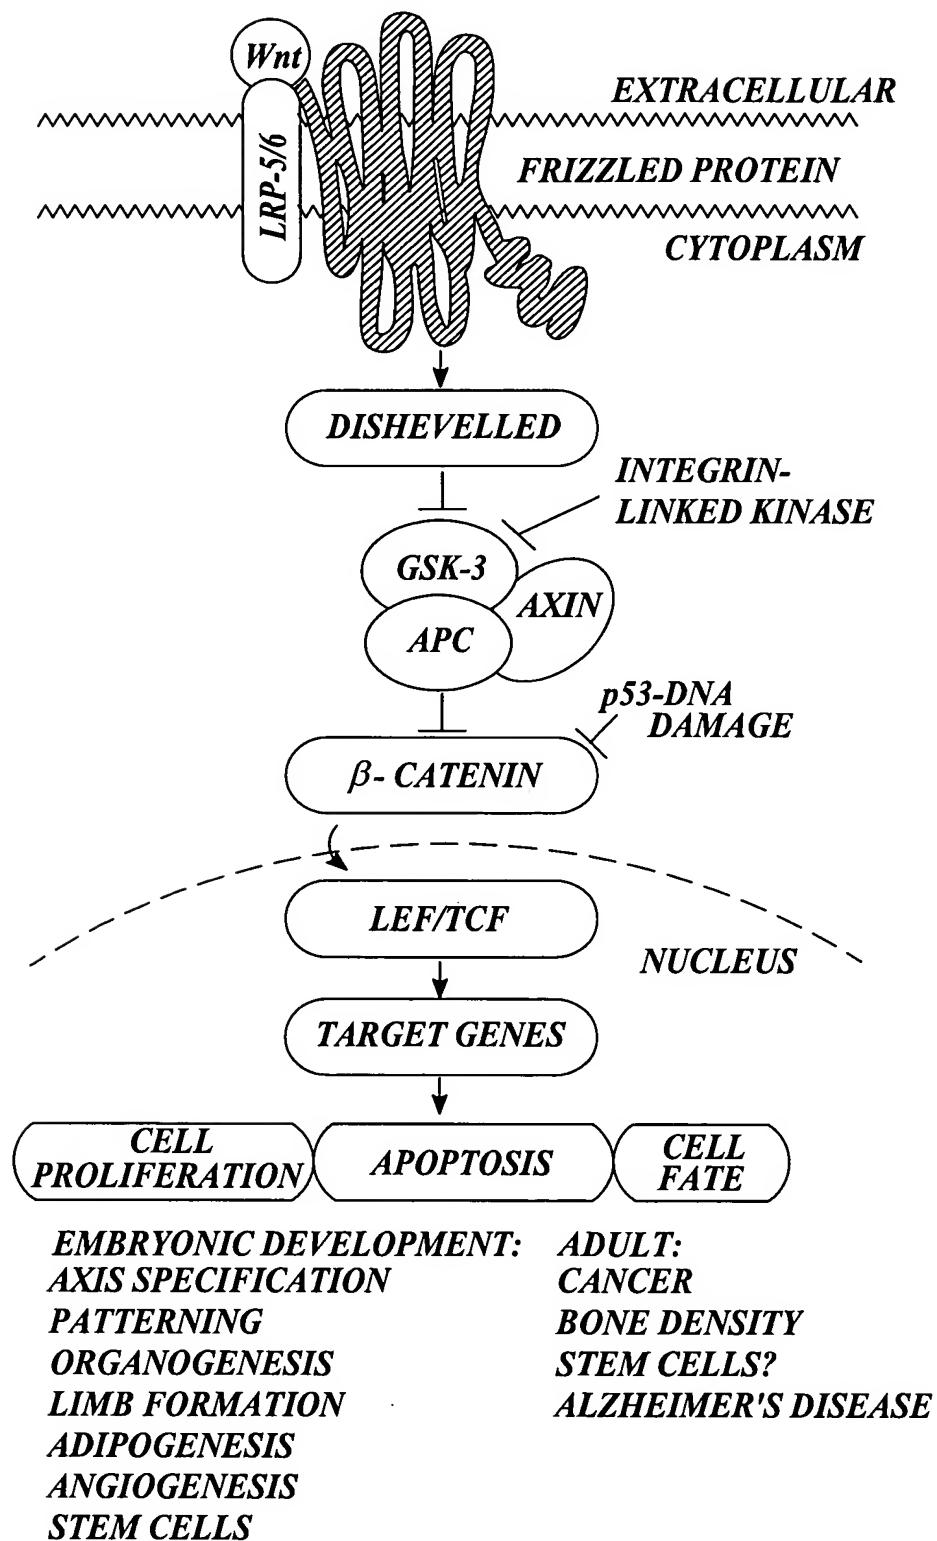 Wnt
EXTRACELLULAR
LRP-5/6
FRIZZLED PROTEIN
CYTOPLASM
DISHEVELLED
INTEGRIN-
LINKED KINASE
GSK-3
AXIN
APC
p53-DNA
DAMAGE
β- CATENIN
LEF/TCF
NUCLEUS
TARGET GENES
CELL
PROLIFERATION
APOPTOSIS
CELL
FATE
EMBRYONIC DEVELOPMENT:
AXIS SPECIFICATION
PATTERNING
ORGANOGENESIS
LIMB FORMATION
ADIPOGENESIS
ANGIOGENESIS
STEM CELLS
ADULT:
CANCER
BONE DENSITY
STEM CELLS?
ALZHEIMER'S DISEASE